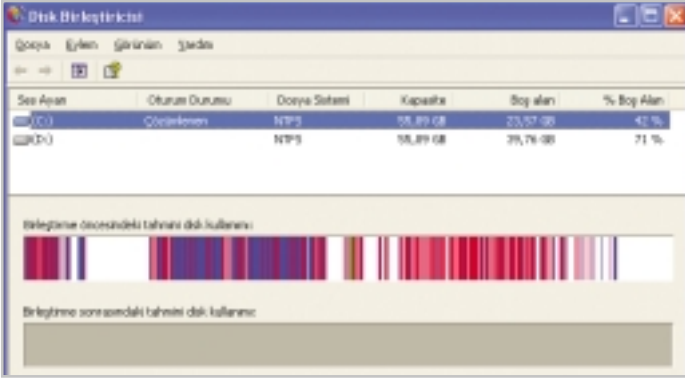 Disk Birleştiricisi
Dosya Eylem Görünüm Yardım
Ses Ayarı Oturum Durumu Dosya Sistemi Kapasite Boş alan % Boş Alan
(C:) Çözümlenen NTFS 55,89 GB 23,57 GB 42 %
(D:) NTFS 55,89 GB 39,76 GB 71 %
Birleştirme öncesindeki tahmini disk kullanımı:
Birleştirme sonrasındaki tahmini disk kullanımı: